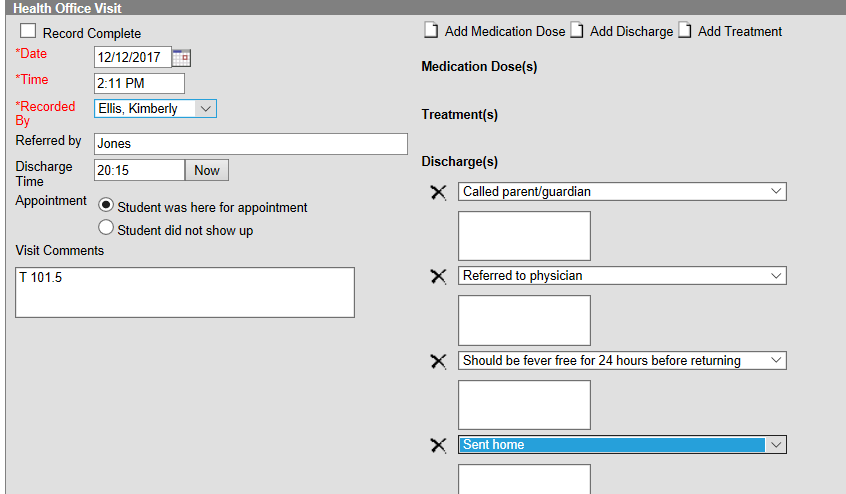 Health Office Visit
Record Complete
*Date 12/12/2017
*Time 2:11 PM
*Recorded By Ellis, Kimberly
Referred by Jones
Discharge Time 20:15 Now
Appointment Student was here for appointment
Student did not show up
Visit Comments
T 101.5
Add Medication Dose Add Discharge Add Treatment
Medication Dose(s)
Treatment(s)
Discharge(s)
Called parent/guardian
Referred to physician
Should be fever free for 24 hours before returning
Sent home